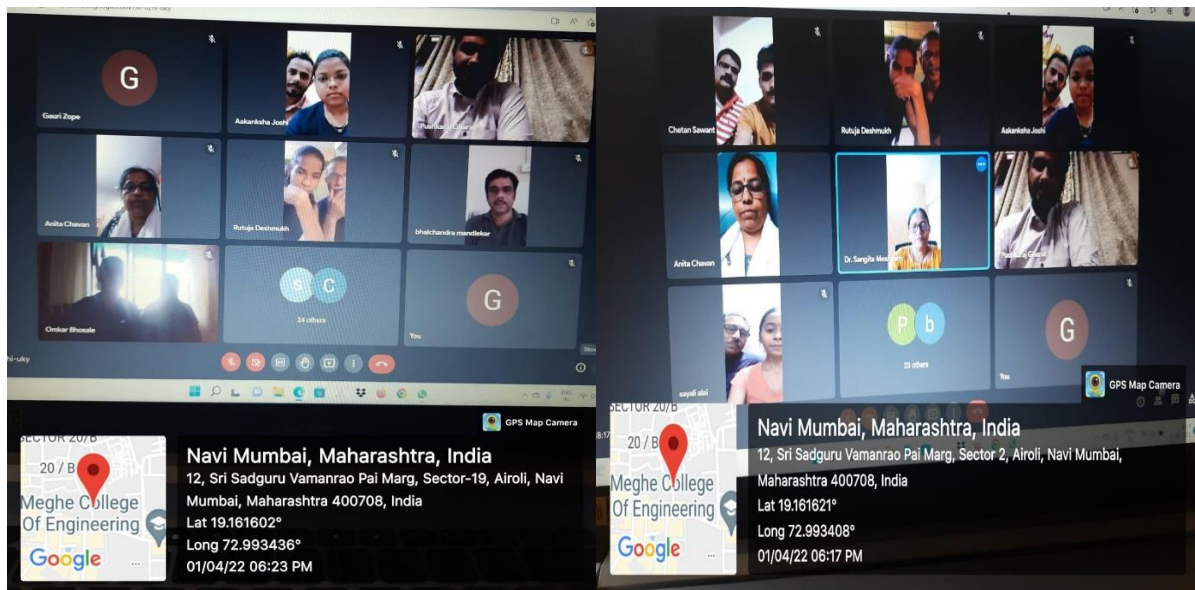 G
Gauri Zope
Aakanksha Joshi
Anita Chavan
Rutuja Deshmukh
bhalchandra mandlekar
Omkar Bhosale
S C
24 others
G
You
hi-uky
GPS Map Camera
SECTOR 20/B
20 / B
Meghe College
Of Engineering
Google
Navi Mumbai, Maharashtra, India
12, Sri Sadguru Vamanrao Pai Marg, Sector-19, Airoli, Navi
Mumbai, Maharashtra 400708, India
Lat 19.161602°
Long 72.993436°
01/04/22 06:23 PM
Chetan Sawant
Rutuja Deshmukh
Aakanksha Joshi
Anita Chavan
Dr. Sangita
sayali alai
P b
23 others
G
You
GPS Map Camera
SECTOR 20/B
20 / B
Meghe College
Of Engineering
Google
Navi Mumbai, Maharashtra, India
12, Sri Sadguru Vamanrao Pai Marg, Sector 2, Airoli, Navi Mumbai,
Maharashtra 400708, India
Lat 19.161621°
Long 72.993408°
01/04/22 06:17 PM